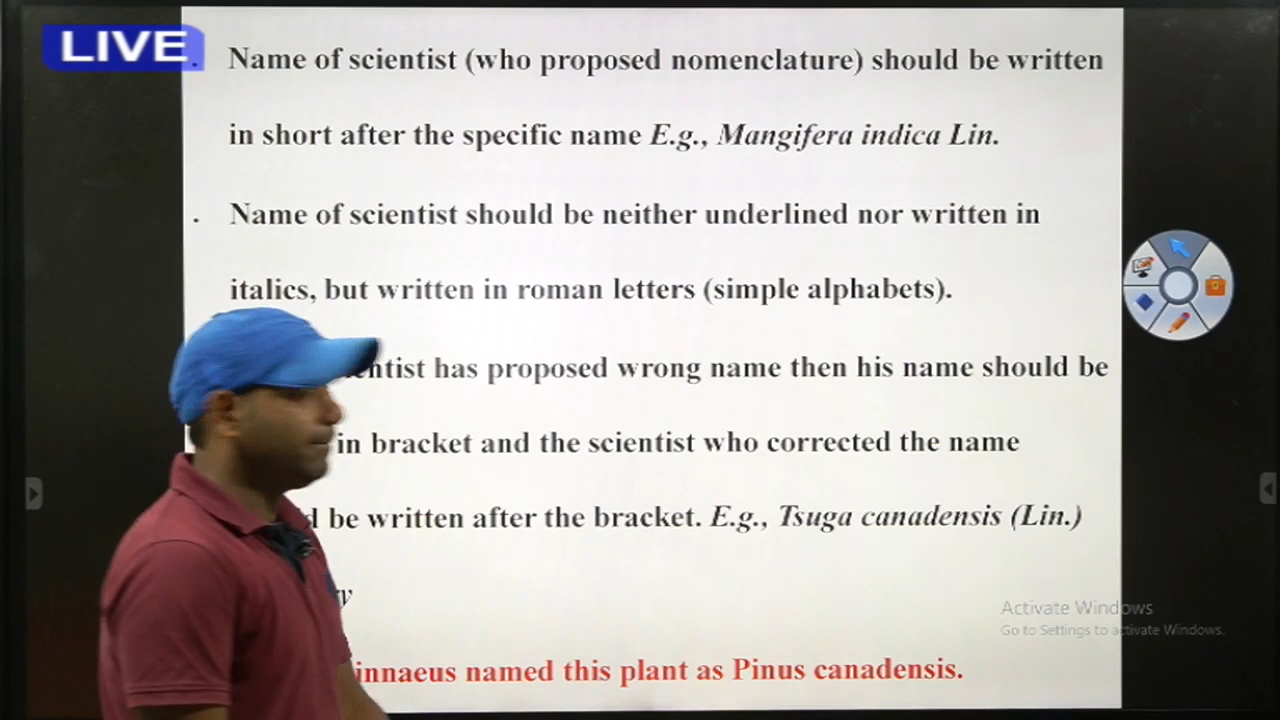 LIVE
. Name of scientist (who proposed nomenclature) should be written
in short after the specific name E.g., Mangifera indica Lin.
. Name of scientist should be neither underlined nor written in
italics, but written in roman letters (simple alphabets).
has proposed wrong name then his name should be
in bracket and the scientist who corrected the name
be written after the bracket. E.g., Tsuga canadensis (Lin.)
innaeus named this plant as Pinus canadensis.
Activate Windows
Go to Settings to activate Windows.